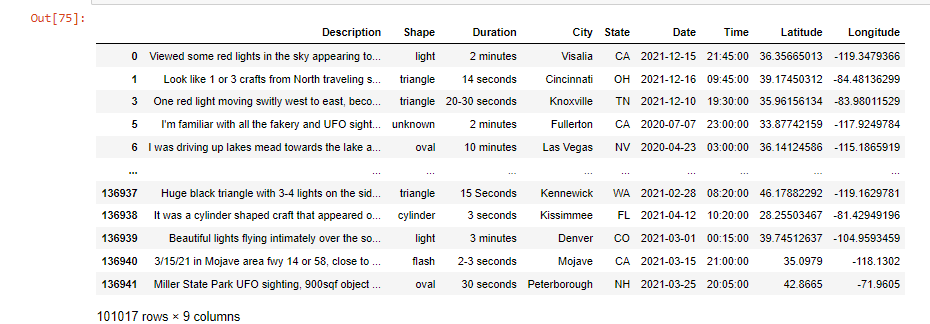 Out[75]:
Description Shape Duration City State Date Time Latitude Longitude
0 Viewed some red lights in the sky appearing to... light 2 minutes Visalia CA 2021-12-15 21:45:00 36.35665013 -119.3479366
1 Look like 1 or 3 crafts from North traveling s... triangle 14 seconds Cincinnati OH 2021-12-16 09:45:00 39.17450312 -84.48136299
3 One red light moving switly west to east, beco... triangle 20-30 seconds Knoxville TN 2021-12-10 19:30:00 35.96156134 -83.98011529
5 I'm familiar with all the fakery and UFO sight... unknown 2 minutes Fullerton CA 2020-07-07 23:00:00 33.87742159 -117.9249784
6 I was driving up lakes mead towards the lake a... oval 10 minutes Las Vegas NV 2020-04-23 03:00:00 36.14124586 -115.1865919
... ... ... ... ... ... ... ... ... ...
136937 Huge black triangle with 3-4 lights on the sid... triangle 15 Seconds Kennewick WA 2021-02-28 08:20:00 46.17882292 -119.1629781
136938 It was a cylinder shaped craft that appeared o... cylinder 3 seconds Kissimmee FL 2021-04-12 10:20:00 28.25503467 -81.42949196
136939 Beautiful lights flying intimately over the so... light 3 minutes Denver CO 2021-03-01 00:15:00 39.74512637 -104.9593459
136940 3/15/21 in Mojave area fwy 14 or 58, close to ... flash 2-3 seconds Mojave CA 2021-03-15 21:00:00 35.0979 -118.1302
136941 Miller State Park UFO sighting, 900sqf object ... oval 30 seconds Peterborough NH 2021-03-25 20:05:00 42.8665 -71.9605
101017 rows × 9 columns